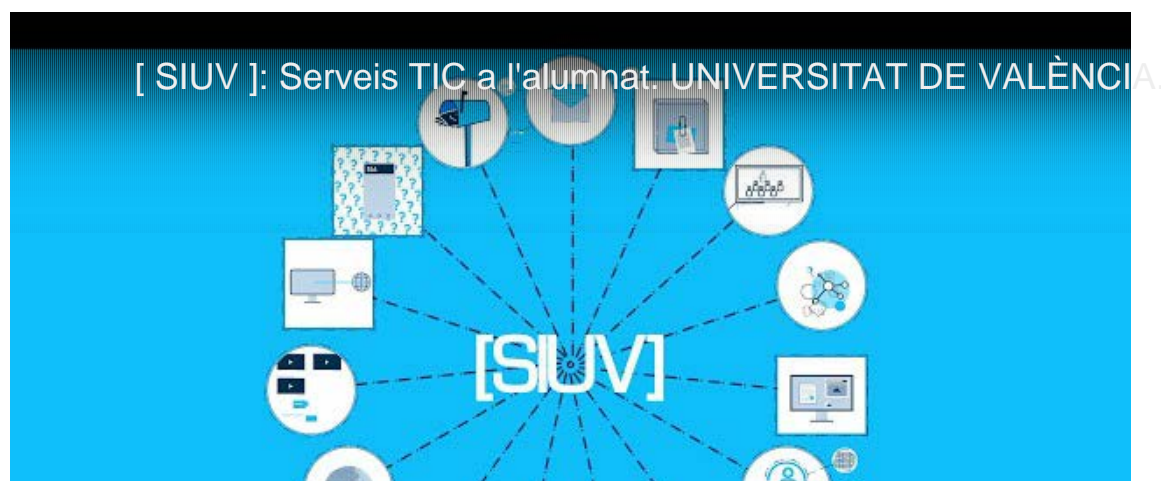 [ SIUV ]: Serveis TIC a l'alumnat. UNIVERSITAT DE VALÈNCIA.
[SIUV]